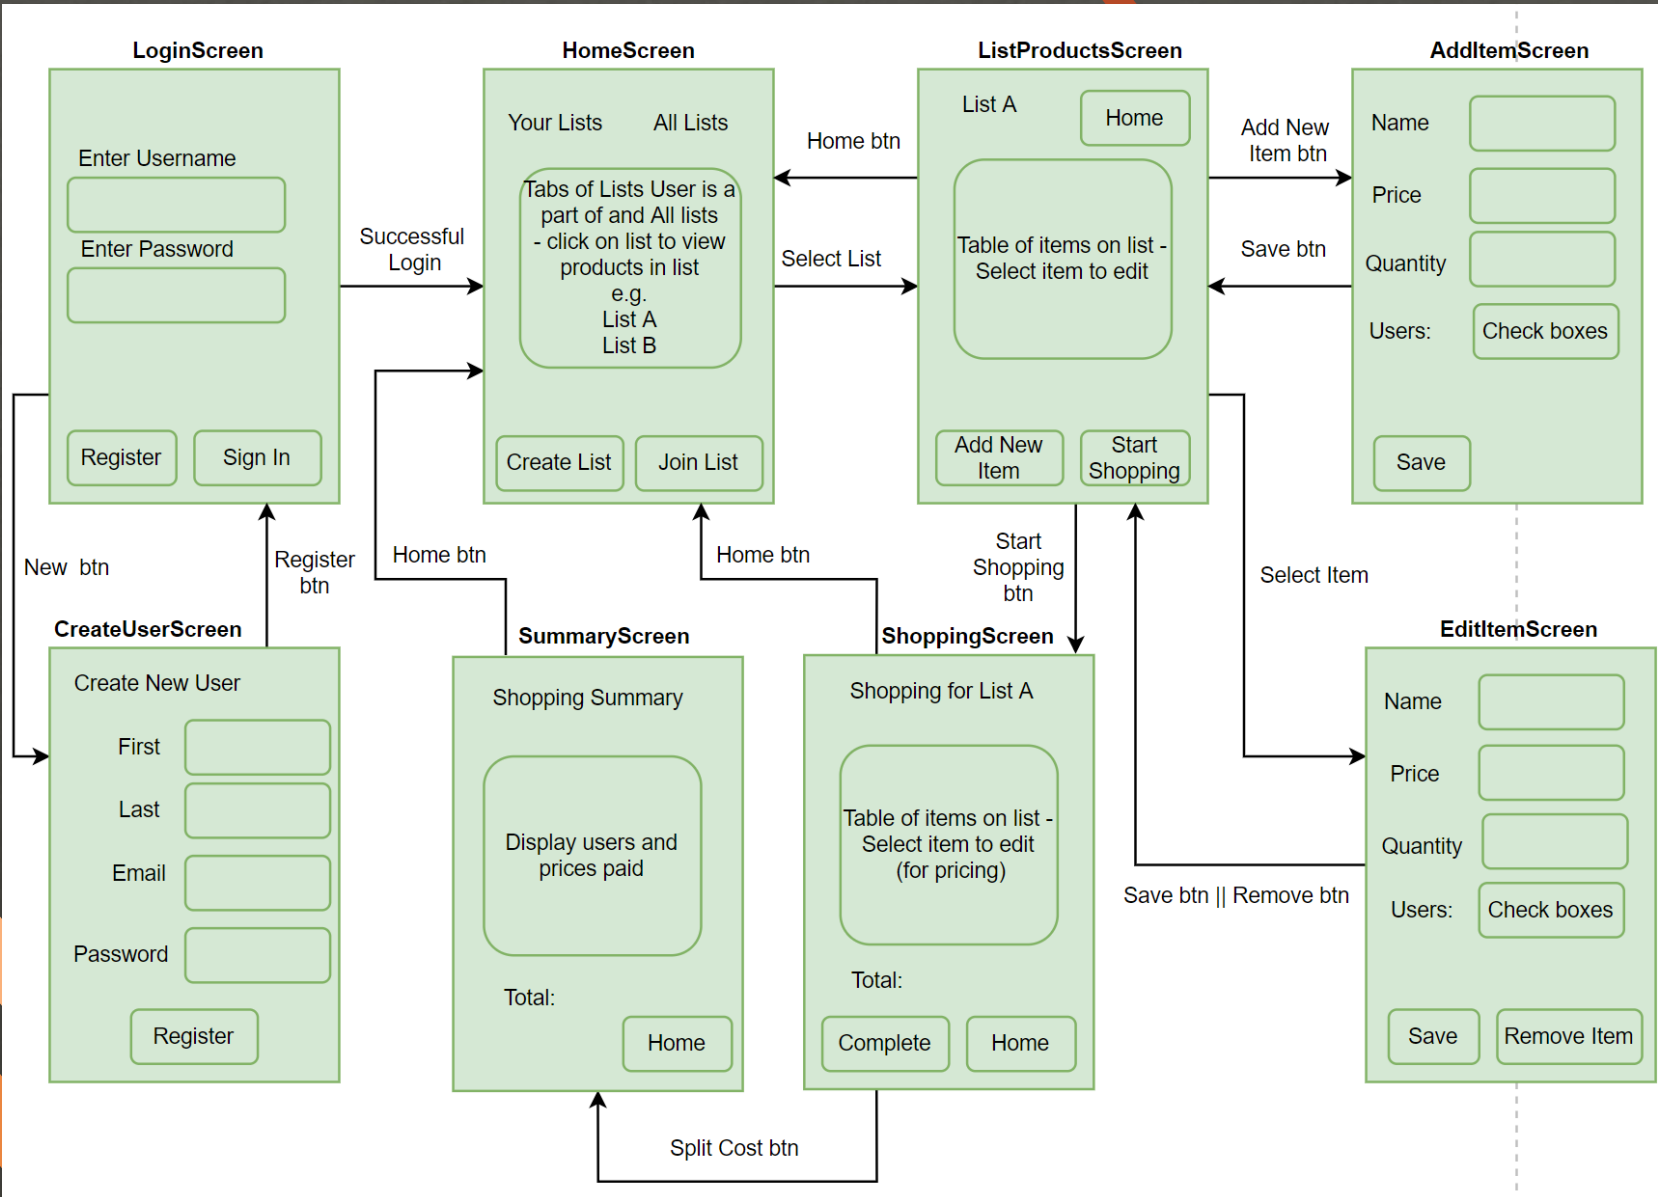 LoginScreen
Enter Username
Enter Password
Register
Sign In
Successful
Login
New  btn
Register
btn
HomeScreen
Your Lists
All Lists
Tabs of Lists User is a
part of and All lists
- click on list to view
products in list
e.g.
List A
List B
Create List
Join List
Home btn
Select List
ListProductsScreen
List A
Home
Table of items on list -
Select item to edit
Add New
Item
Start
Shopping
Add New
Item btn
Save btn
AddItemScreen
Name
Price
Quantity
Users:
Check boxes
Save
Home btn
Home btn
Start
Shopping
btn
Select Item
CreateUserScreen
Create New User
First
Last
Email
Password
Register
SummaryScreen
Shopping Summary
Display users and
prices paid
Total:
Home
ShoppingScreen
Shopping for List A
Table of items on list -
Select item to edit
(for pricing)
Total:
Complete
Home
Split Cost btn
Save btn || Remove btn
EditItemScreen
Name
Price
Quantity
Users:
Check boxes
Save
Remove Item